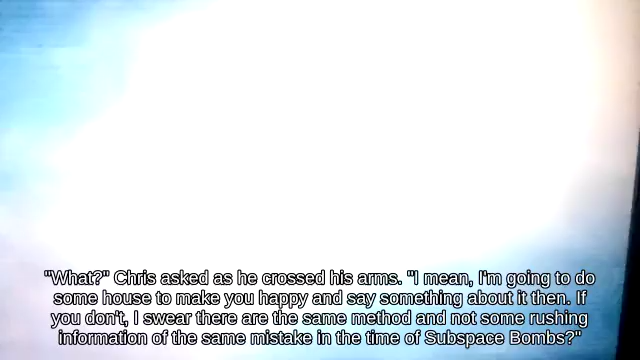 "What?" Chris asked as he crossed his arms. "I mean, I'm going to do
some house to make you happy and say something about it then. If
you don't, I swear there are the same method and not some rushing
information of the same mistake in the time of Subspace Bombs?"